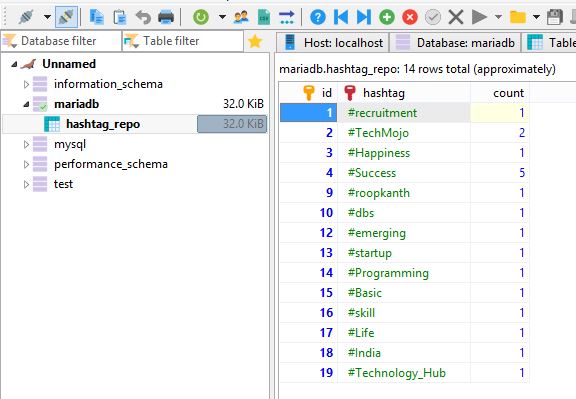 Database filter
Table filter
Unnamed
information_schema
mariadb 32.0 KiB
hashtag_repo 32.0 KiB
mysql
performance_schema
test
Host: localhost
Database: mariadb
Table
mariadb.hashtag_repo: 14 rows total (approximately)
id hashtag count
1 #recruitment 1
2 #TechMojo 2
3 #Happiness 1
4 #Success 5
9 #roopkanth 1
10 #dbs 1
12 #emerging 1
13 #startup 1
14 #Programming 1
15 #Basic 1
16 #skill 1
17 #Life 1
18 #India 1
19 #Technology_Hub 1